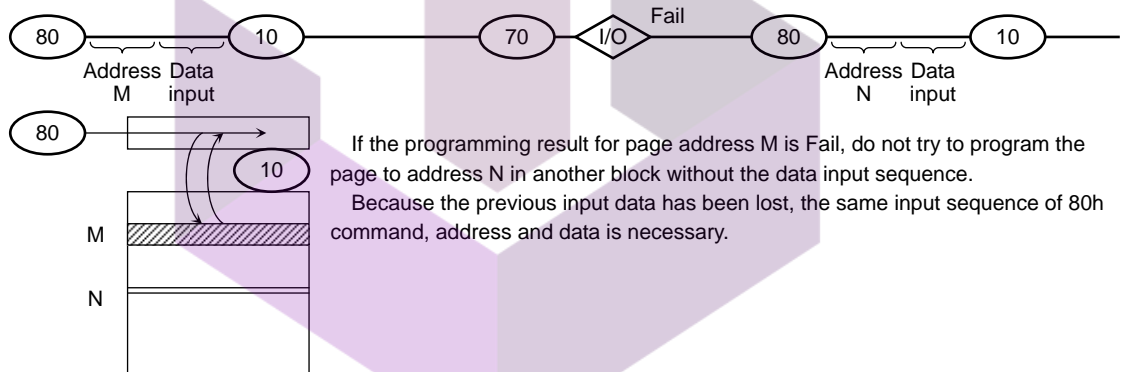 Fail
80 10 70 I/O 80 10
Address Data Address Data
M input N input
80
If the programming result for page address M is Fail, do not try to program the
10
page to address N in another block without the data input sequence.
Because the previous input data has been lost, the same input sequence of 80h
command, address and data is necessary.
M
N